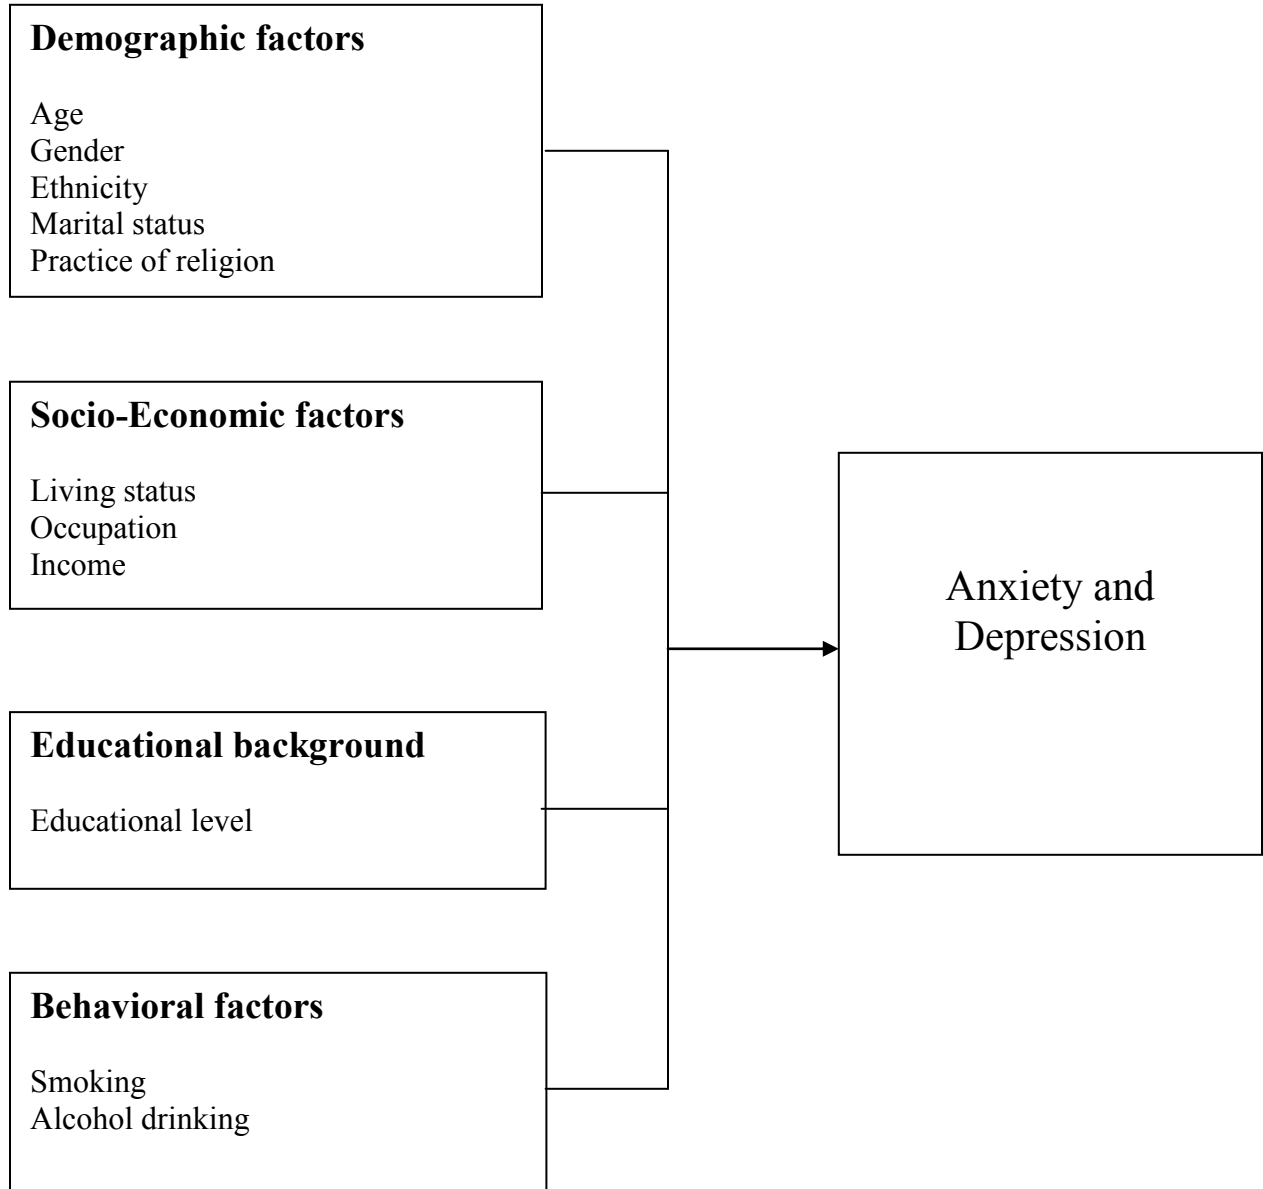 Demographic factors
Age
Gender
Ethnicity
Marital status
Practice of religion
Socio-Economic factors
Living status
Occupation
Income
Educational background
Educational level
Behavioral factors
Smoking
Alcohol drinking
Anxiety and
Depression